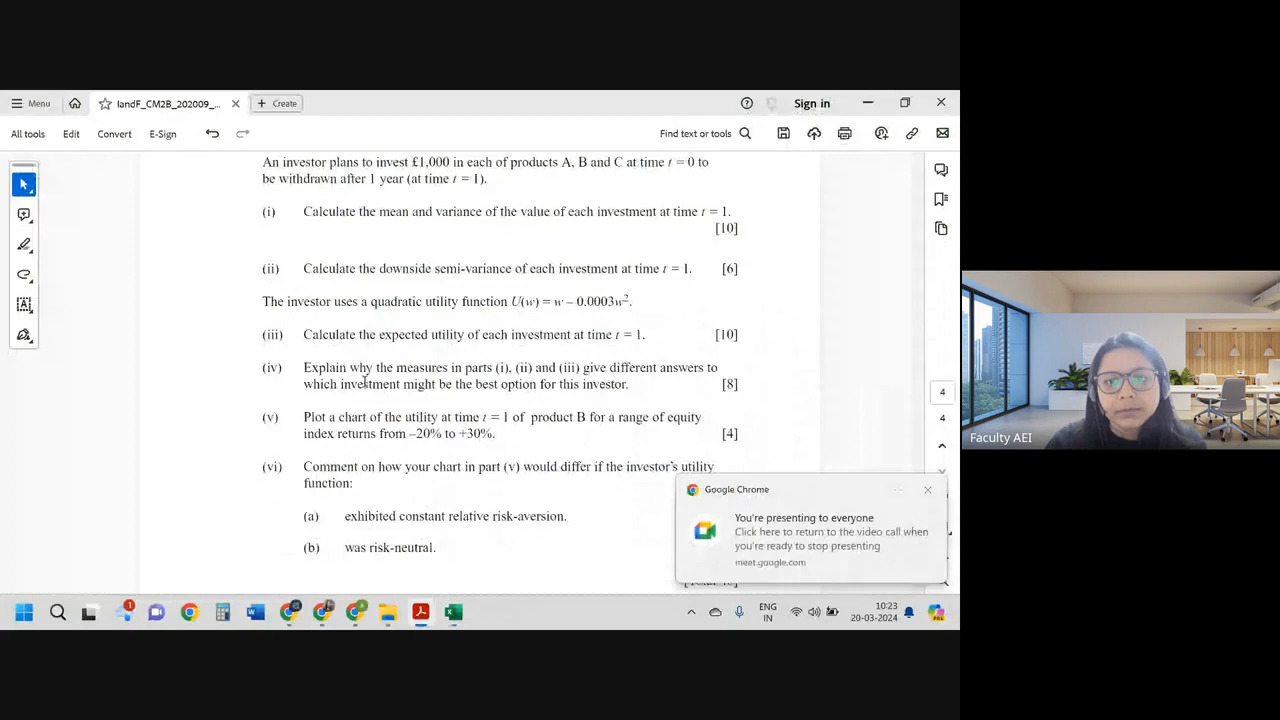 Menu
IandF_CM2B_202009_...
Create
Sign in
All tools Edit Convert E-Sign
Find text or tools
An investor plans to invest £1,000 in each of products A, B and C at time t = 0 to
be withdrawn after 1 year (at time t = 1).
(i) Calculate the mean and variance of the value of each investment at time t = 1.
[10]
(ii) Calculate the downside semi-variance of each investment at time t = 1. [6]
The investor uses a quadratic utility function U(w) = w – 0.0003w².
(iii) Calculate the expected utility of each investment at time t = 1. [10]
(iv) Explain why the measures in parts (i), (ii) and (iii) give different answers to
which investment might be the best option for this investor. [8]
(v) Plot a chart of the utility at time t = 1 of product B for a range of equity
index returns from –20% to +30%. [4]
(vi) Comment on how your chart in part (v) would differ if the investor's utility
function:
(a) exhibited constant relative risk-aversion.
(b) was risk-neutral.
4
4
Google Chrome
You're presenting to everyone
Click here to return to the video call when
you're ready to stop presenting
meet.google.com
Faculty AEI
1
ENG
IN
10:23
20-03-2024